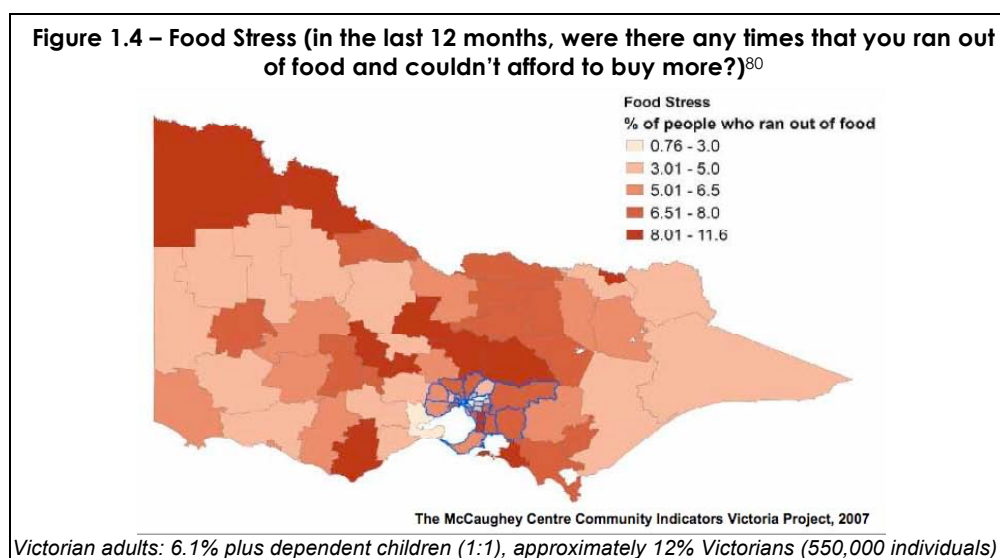 Figure 1.4 – Food Stress (in the last 12 months, were there any times that you ran out
of food and couldn’t afford to buy more?)80
Food Stress
% of people who ran out of food
0.76 - 3.0
3.01 - 5.0
5.01 - 6.5
6.51 - 8.0
8.01 - 11.6
The McCaughey Centre Community Indicators Victoria Project, 2007
Victorian adults: 6.1% plus dependent children (1:1), approximately 12% Victorians (550,000 individuals)